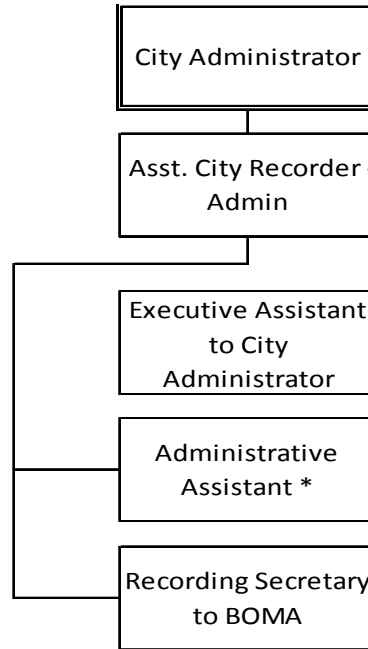 City Administrator
Asst. City Recorder -
Admin
Executive Assistant
to City
Administrator
Administrative
Assistant *
Recording Secretary
to BOMA